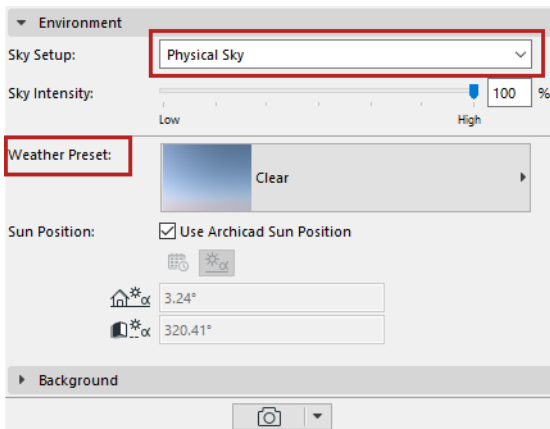 Environment
Sky Setup: Physical Sky
Sky Intensity: 100 %
Low High
Weather Preset: Clear
Sun Position: Use Archicad Sun Position
α 3.24°
α 320.41°
Background